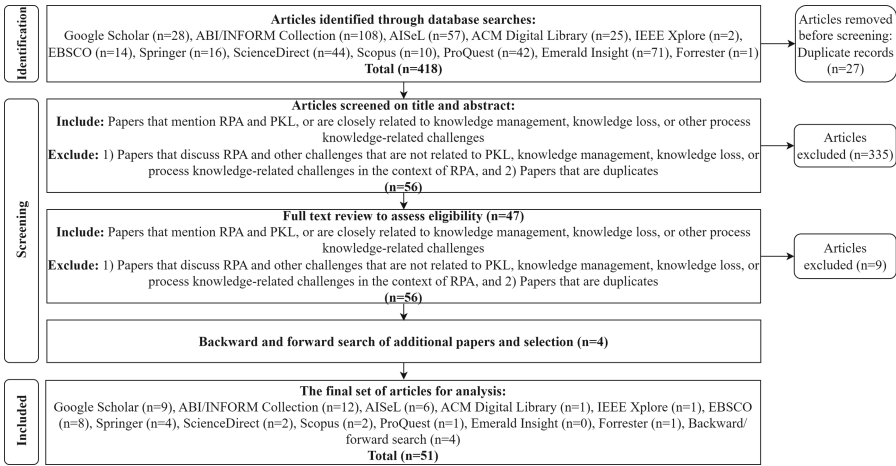 Identification
Articles identified through database searches:
Google Scholar (n=28), ABI/INFORM Collection (n=108), AISeL (n=57), ACM Digital Library (n=25), IEEE Xplore (n=2),
EBSCO (n=14), Springer (n=16), ScienceDirect (n=44), Scopus (n=10), ProQuest (n=42), Emerald Insight (n=71), Forrester (n=1)
Total (n=418)
Articles removed
before screening:
Duplicate records
(n=27)
Screening
Articles screened on title and abstract:
Include: Papers that mention RPA and PKL, or are closely related to knowledge management, knowledge loss, or other process
knowledge-related challenges
Exclude: 1) Papers that discuss RPA and other challenges that are not related to PKL, knowledge management, knowledge loss, or
process knowledge-related challenges in the context of RPA, and 2) Papers that are duplicates
(n=56)
Articles
excluded (n=335)
Full text review to assess eligibility (n=47)
Include: Papers that mention RPA and PKL, or are closely related to knowledge management, knowledge loss, or other process
knowledge-related challenges
Exclude: 1) Papers that discuss RPA and other challenges that are not related to PKL, knowledge management, knowledge loss, or
process knowledge-related challenges in the context of RPA, and 2) Papers that are duplicates
(n=56)
Articles
excluded (n=9)
Backward and forward search of additional papers and selection (n=4)
Included
The final set of articles for analysis:
Google Scholar (n=9), ABI/INFORM Collection (n=12), AISeL (n=6), ACM Digital Library (n=1), IEEE Xplore (n=1), EBSCO
(n=8), Springer (n=4), ScienceDirect (n=2), Scopus (n=2), ProQuest (n=1), Emerald Insight (n=0), Forrester (n=1), Backward/
forward search (n=4)
Total (n=51)